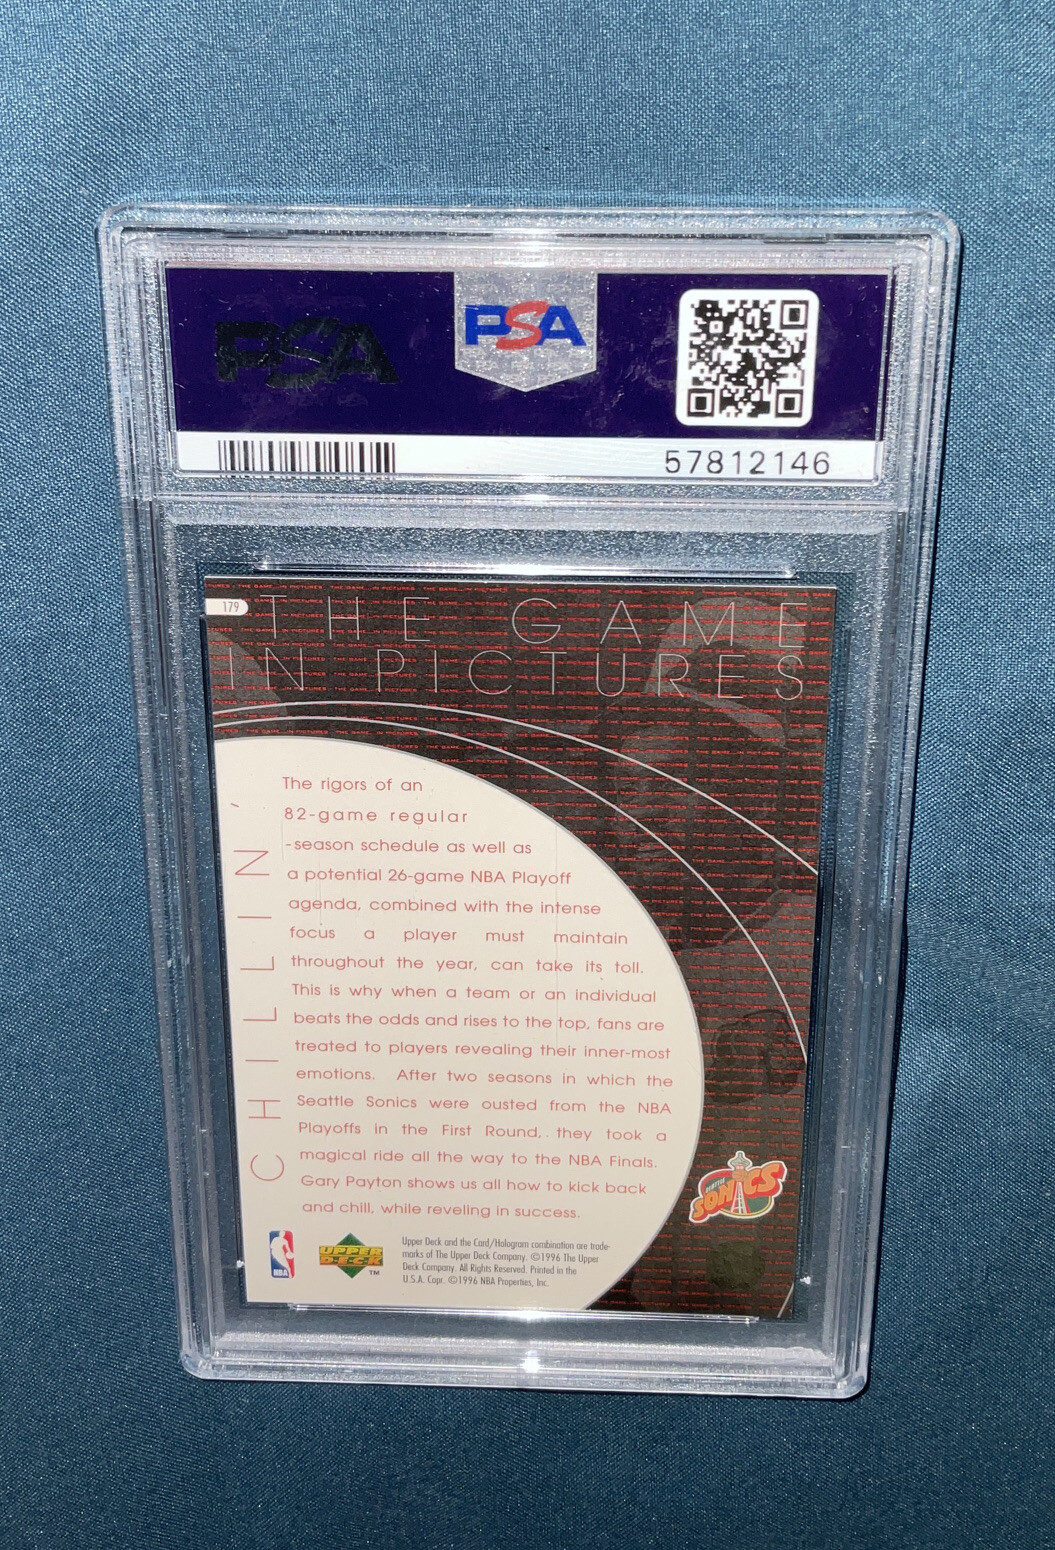 PSA
PSA
57812146
179
THE GAME
IN PICTURES
CHILLIN'
The rigors of an
82-game regular
-season schedule as well as
a potential 26-game NBA Playoff
agenda, combined with the intense
focus a player must maintain
throughout the year, can take its toll.
This is why when a team or an individual
beats the odds and rises to the top, fans are
treated to players revealing their inner-most
emotions. After two seasons in which the
Seattle Sonics were ousted from the NBA
Playoffs in the First Round, they took a
magical ride all the way to the NBA Finals.
Gary Payton shows us all how to kick back
and chill, while reveling in success.
SEATTLE
SONICS
NBA
UPPER
DECK
TM
Upper Deck and the Card/Hologram combination are trade-
marks of The Upper Deck Company. ©1996 The Upper
Deck Company. All Rights Reserved. Printed in the
U.S.A. Copr. ©1996 NBA Properties, Inc.